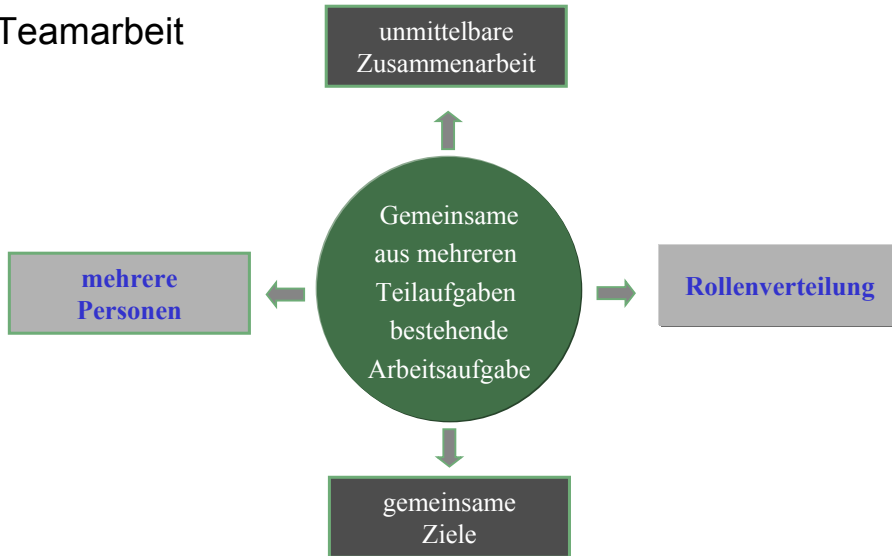 Teamarbeit
unmittelbare
Zusammenarbeit
Gemeinsame
aus mehreren
Teilaufgaben
bestehende
Arbeitsaufgabe
mehrere
Personen
Rollenverteilung
gemeinsame
Ziele